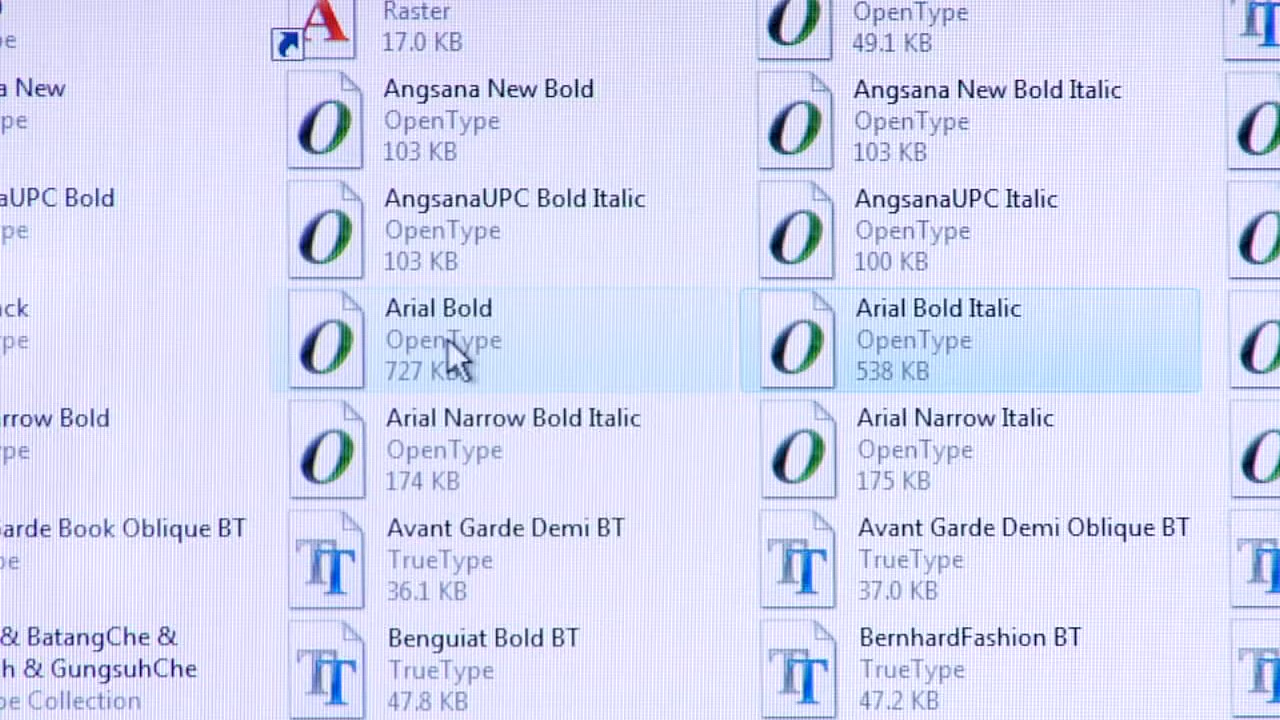 Raster
17.0 KB
OpenType
49.1 KB
a New
pe
Angsana New Bold
OpenType
103 KB
Angsana New Bold Italic
OpenType
103 KB
aUPC Bold
pe
AngsanaUPC Bold Italic
OpenType
103 KB
AngsanaUPC Italic
OpenType
100 KB
ck
pe
Arial Bold
OpenType
727 KB
Arial Bold Italic
OpenType
538 KB
rrow Bold
pe
Arial Narrow Bold Italic
OpenType
174 KB
Arial Narrow Italic
OpenType
175 KB
arde Book Oblique BT
pe
Avant Garde Demi BT
TrueType
36.1 KB
Avant Garde Demi Oblique BT
TrueType
37.0 KB
& BatangChe &
h & GungsuhChe
pe Collection
Benguiat Bold BT
TrueType
47.8 KB
BernhardFashion BT
TrueType
47.2 KB